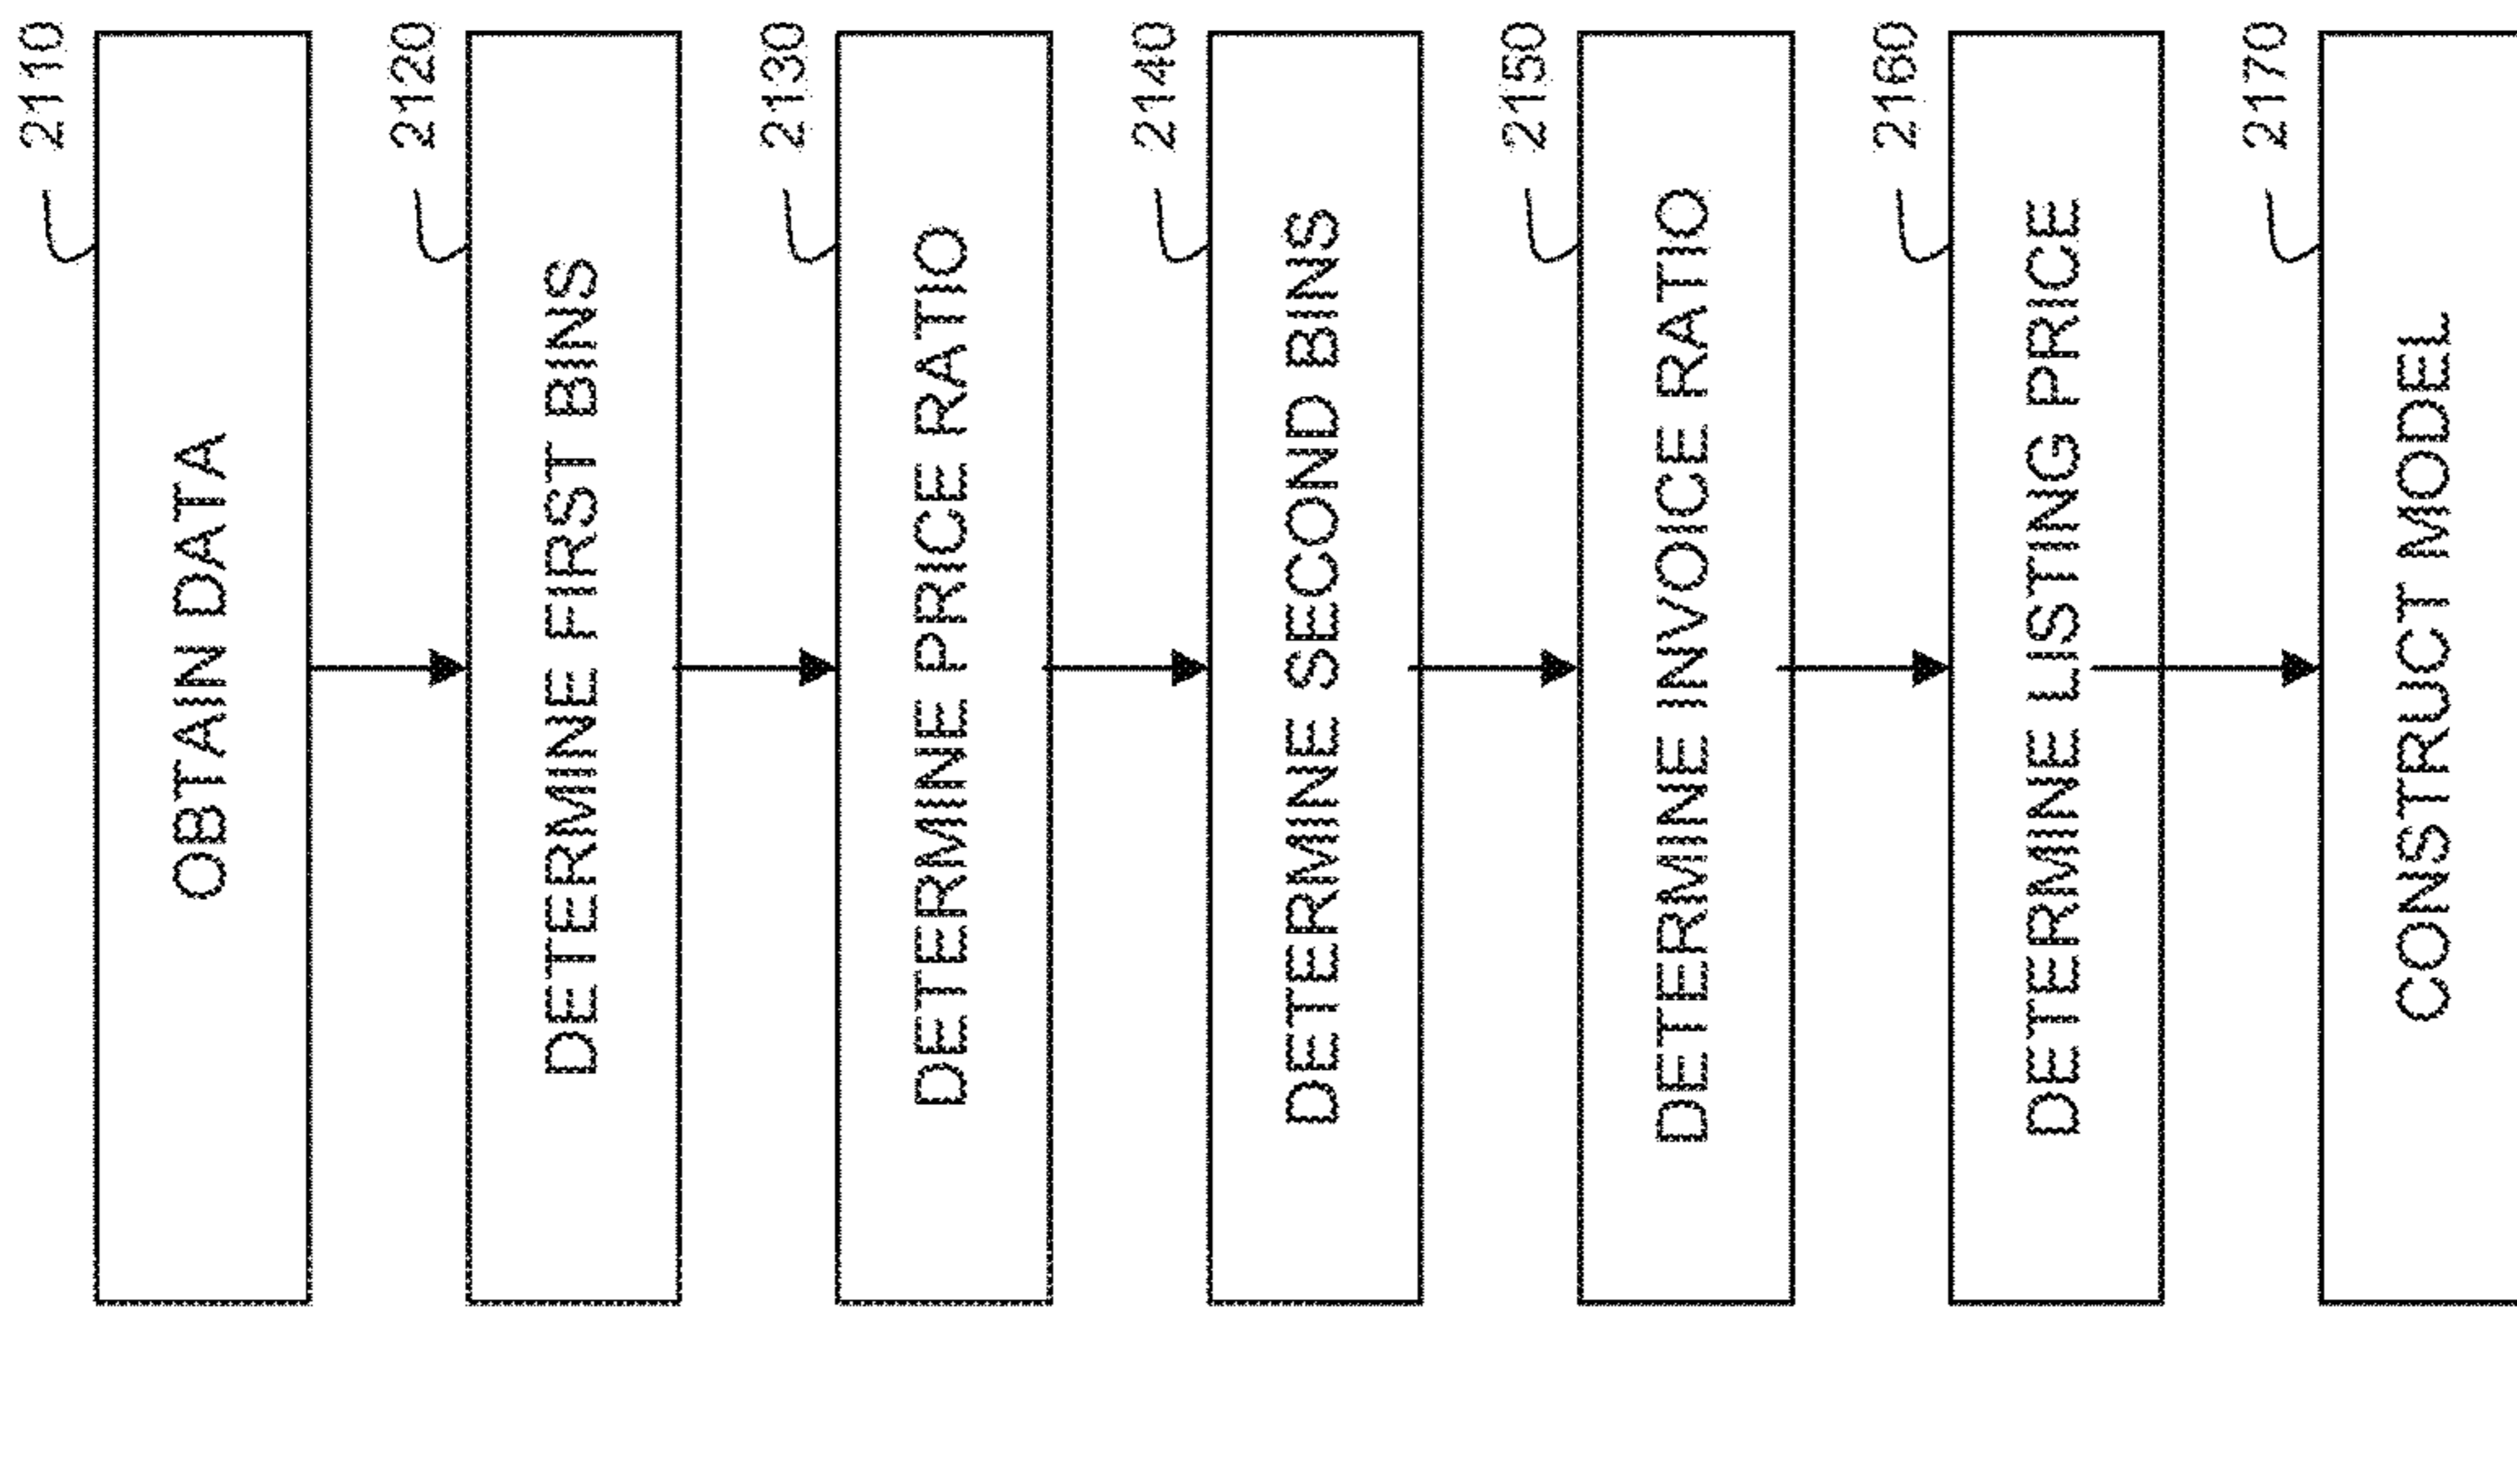 2110
OBTAIN DATA
2120
DETERMINE FIRST BINS
2130
DETERMINE PRICE RATIO
2140
DETERMINE SECOND BINS
2150
DETERMINE INVOICE RATIO
2160
DETERMINE LISTING PRICE
2170
CONSTRUCT MODEL